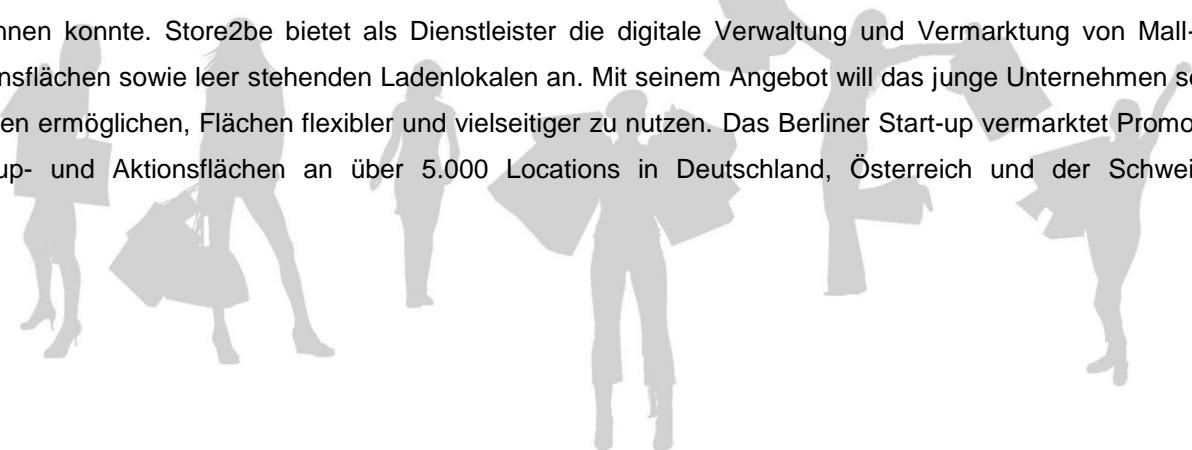 nnen konnte. Store2be bietet als Dienstleister die digitale Verwaltung und Vermarktung von Mall-
nsflächen sowie leer stehenden Ladenlokalen an. Mit seinem Angebot will das junge Unternehmen se
en ermöglichen, Flächen flexibler und vielseitiger zu nutzen. Das Berliner Start-up vermarktet Promo
up- und Aktionsflächen an über 5.000 Locations in Deutschland, Österreich und der Schwei